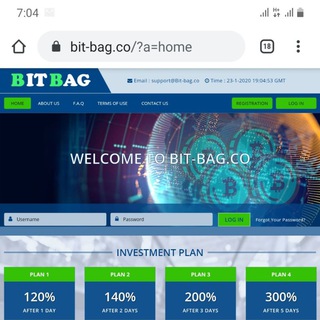 7:04
bit-bag.co/?a=home
18
BITBAG
Email : support@Bit-bag.co
Time : 23-1-2020 19:04:53 GMT
HOME
ABOUT US
F.A.Q
TERMS OF USE
CONTACT US
REGISTRATION
LOG IN
WELCOME TO BIT-BAG.CO
Username
Password
LOG IN
Forgot Your Password?
INVESTMENT PLAN
PLAN 1
PLAN 2
PLAN 3
PLAN 4
120%
140%
200%
300%
AFTER 1 DAY
AFTER 2 DAYS
AFTER 3 DAYS
AFTER 5 DAYS